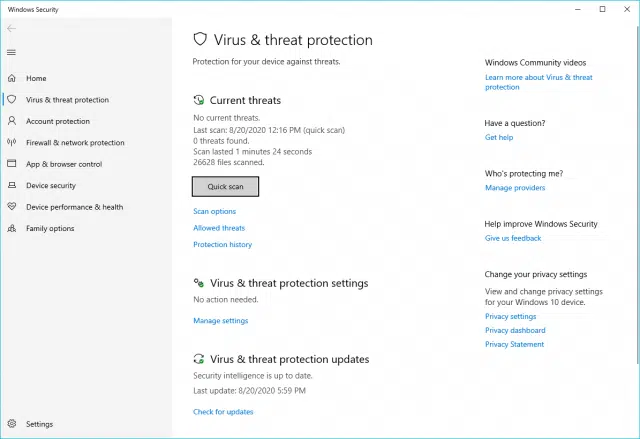 Windows Security
Home
Virus & threat protection
Account protection
Firewall & network protection
App & browser control
Device security
Device performance & health
Family options
Settings
Virus & threat protection
Protection for your device against threats.
Current threats
No current threats.
Last scan: 8/20/2020 12:16 PM (quick scan)
0 threats found.
Scan lasted 1 minutes 24 seconds
26628 files scanned.
Quick scan
Scan options
Allowed threats
Protection history
Virus & threat protection settings
No action needed.
Manage settings
Virus & threat protection updates
Security intelligence is up to date.
Last update: 8/20/2020 5:59 PM
Check for updates
Windows Community videos
Learn more about Virus & threat
protection
Have a question?
Get help
Who's protecting me?
Manage providers
Help improve Windows Security
Give us feedback
Change your privacy settings
View and change privacy settings
for your Windows 10 device.
Privacy settings
Privacy dashboard
Privacy Statement